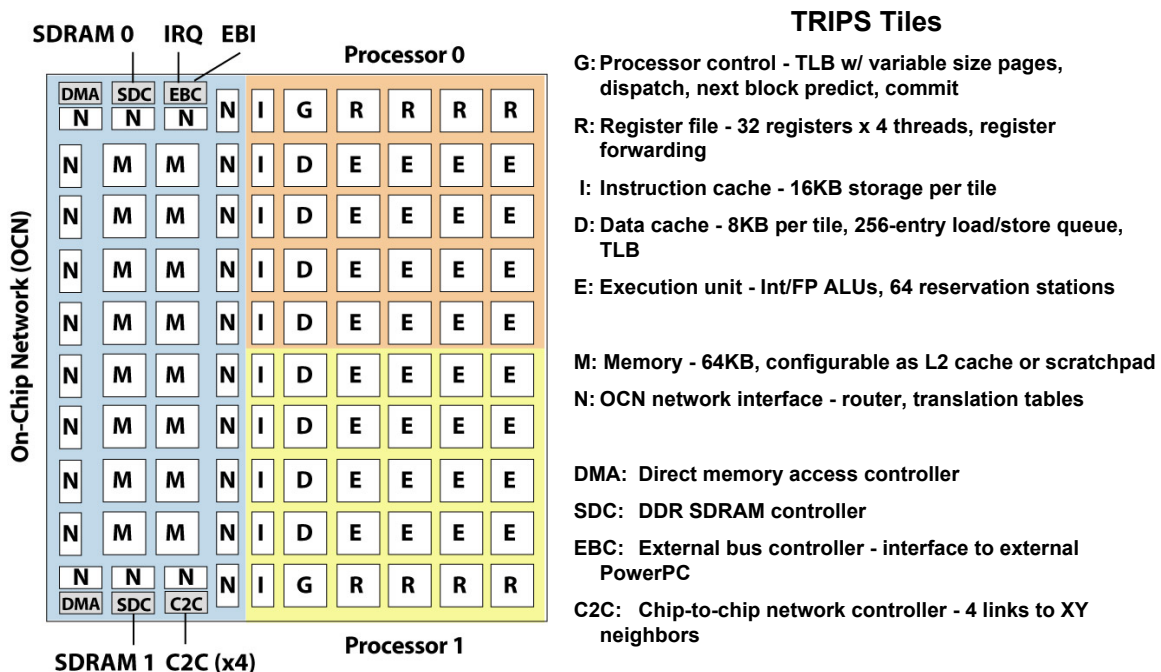 SDRAM 0 IRQ EBI
Processor 0
DMA SDC EBC
N N N N I G R R R R
N M M N I D E E E E
N M M N I D E E E E
N M M N I D E E E E
N M M N I D E E E E
N M M N I D E E E E
N M M N I D E E E E
N M M N I D E E E E
N M M N I D E E E E
N N N N I G R R R R
DMA SDC C2C
Processor 1
SDRAM 1 C2C (x4)
On-Chip Network (OCN)
TRIPS Tiles
G: Processor control - TLB w/ variable size pages,
dispatch, next block predict, commit
R: Register file - 32 registers x 4 threads, register
forwarding
I: Instruction cache - 16KB storage per tile
D: Data cache - 8KB per tile, 256-entry load/store queue,
TLB
E: Execution unit - Int/FP ALUs, 64 reservation stations
M: Memory - 64KB, configurable as L2 cache or scratchpad
N: OCN network interface - router, translation tables
DMA: Direct memory access controller
SDC: DDR SDRAM controller
EBC: External bus controller - interface to external
PowerPC
C2C: Chip-to-chip network controller - 4 links to XY
neighbors